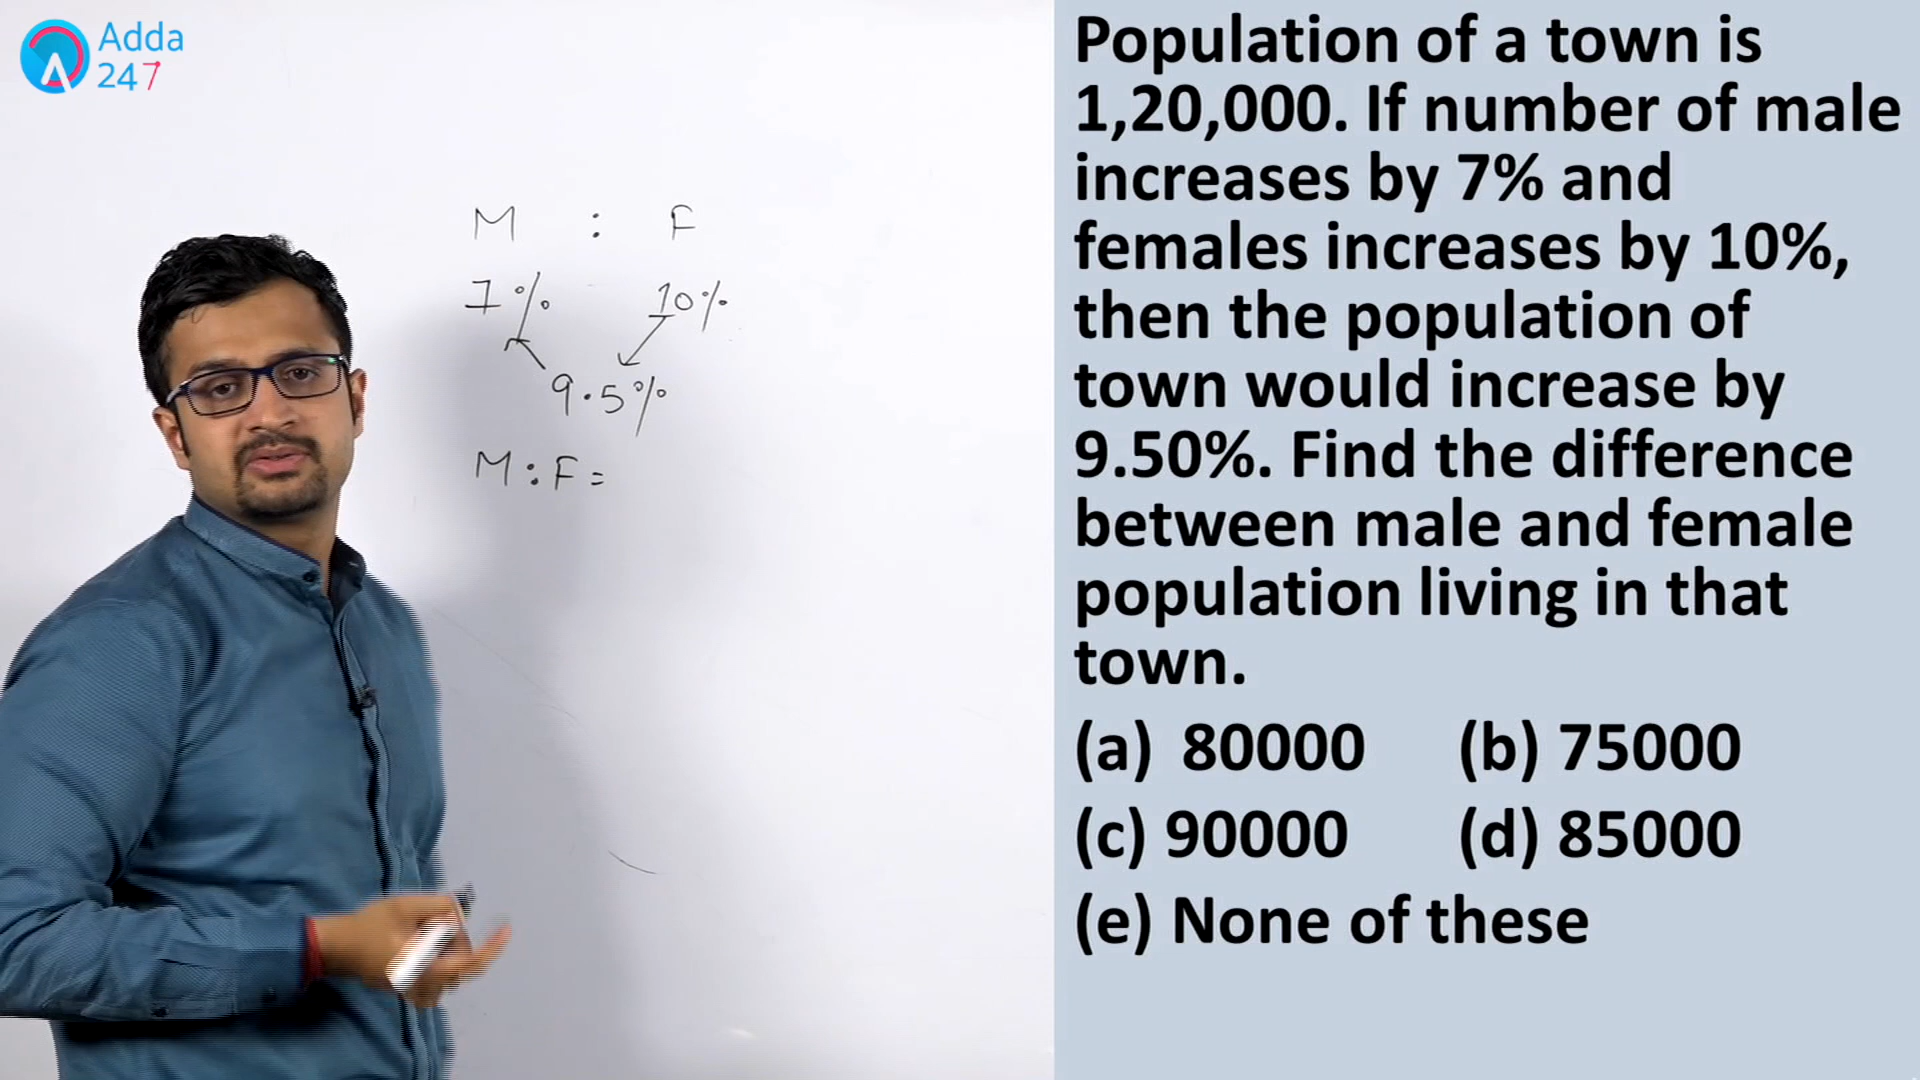 Adda
247
M : F
7% 10%
9.5%
M:F=
Population of a town is
1,20,000. If number of male
increases by 7% and
females increases by 10%,
then the population of
town would increase by
9.50%. Find the difference
between male and female
population living in that
town.
(a) 80000 (b) 75000
(c) 90000 (d) 85000
(e) None of these